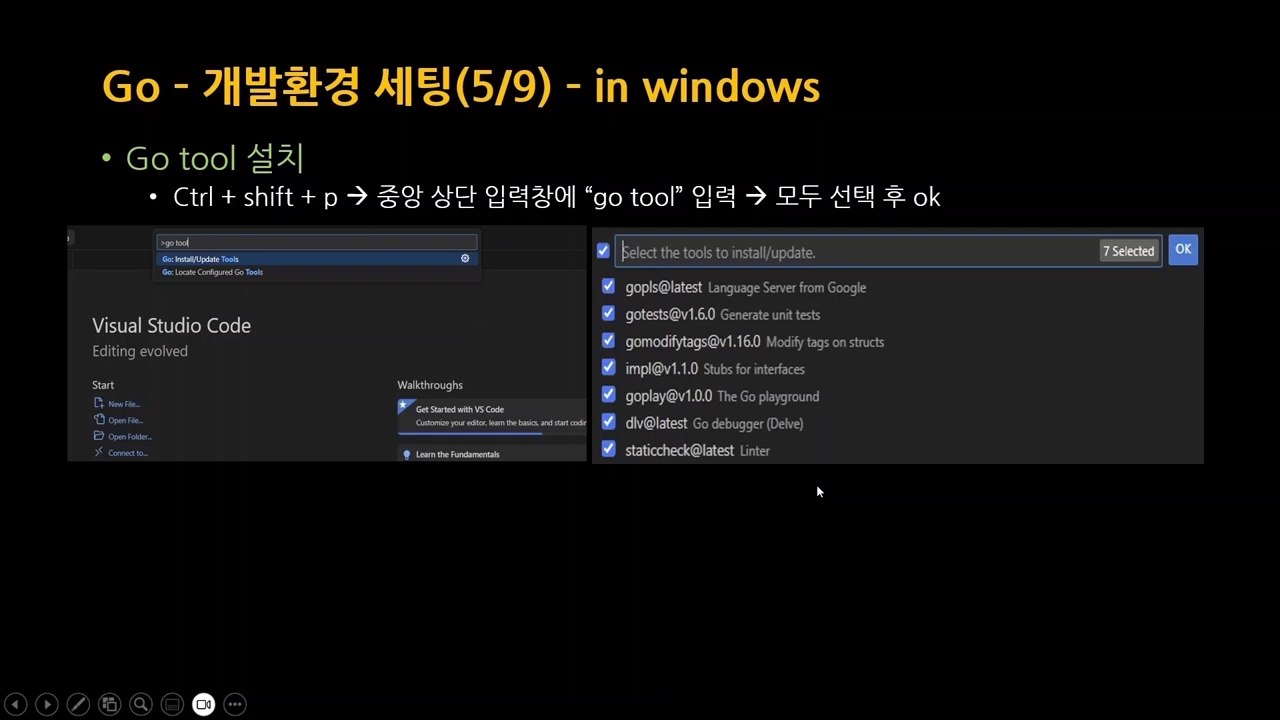 Go - 개발환경 세팅(5/9) - in windows
• Go tool 설치
• Ctrl + shift + p → 중앙 상단 입력창에 “go tool” 입력 → 모두 선택 후 ok
>go tool
Go: Install/Update Tools
Go: Locate Configured Go Tools
Visual Studio Code
Editing evolved
Start
New File...
Open File...
Open Folder...
Connect to...
Walkthroughs
Get Started with VS Code
Customize your editor, learn the basics, and start codin
Learn the Fundamentals
Select the tools to install/update.
7 Selected
OK
gopls@latest Language Server from Google
gotests@v1.6.0 Generate unit tests
gomodifytags@v1.16.0 Modify tags on structs
impl@v1.1.0 Stubs for interfaces
goplay@v1.0.0 The Go playground
dlv@latest Go debugger (Delve)
staticcheck@latest Linter